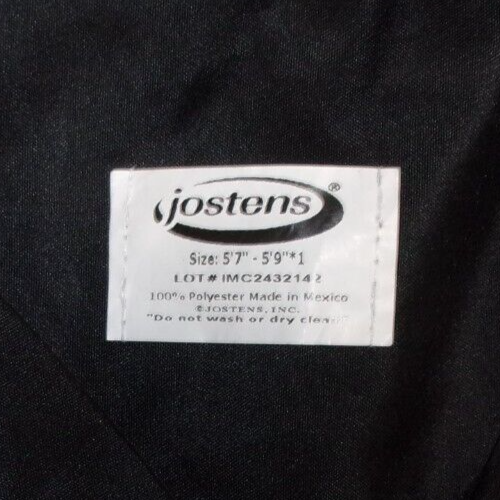 jostens®
Size: 5'7" - 5'9"*1
LOT# IMC2432142
100% Polyester Made in Mexico
©JOSTENS, INC.
"Do not wash or dry clean"